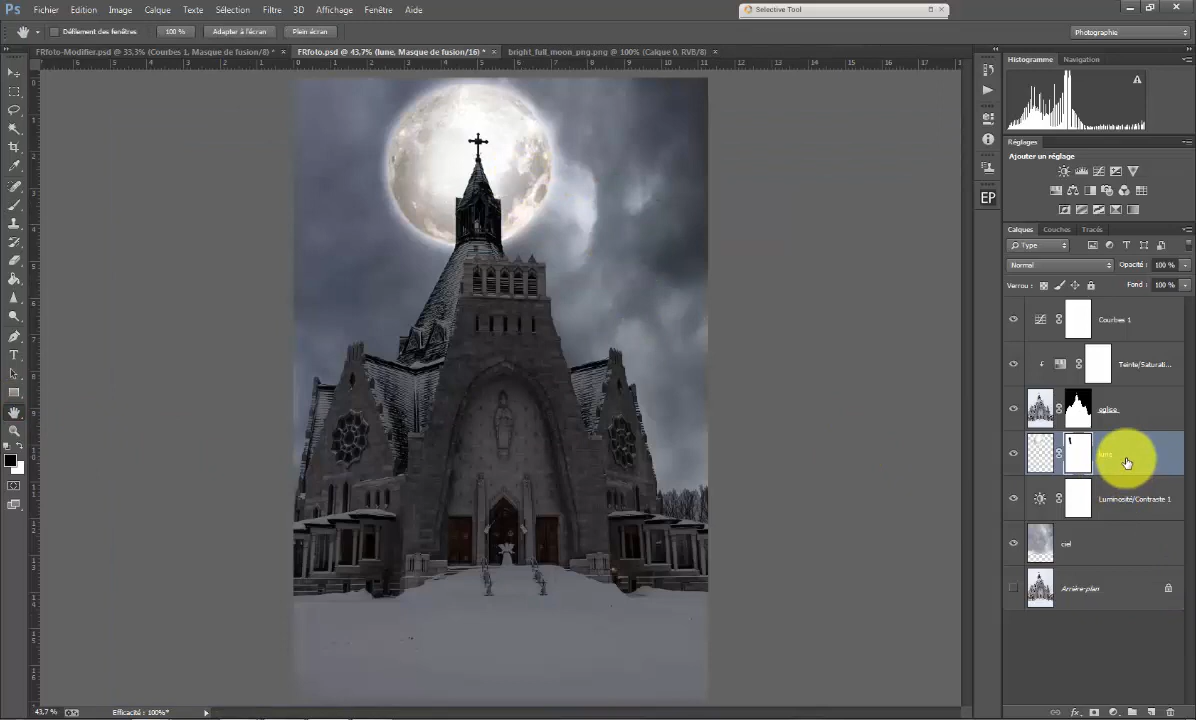 Ps Fichier Edition Image Calque Texte Sélection Filtre 3D Affichage Fenêtre Aide
Selective Tool
Défilement des fenêtres 100 % Adapter à l'écran Plein écran
Photographie
FRfoto-Modifier.psd @ 33,3% (Courbes 1, Masque de fusion/8) * ×
FRfoto.psd @ 43,7% (lune, Masque de fusion/16) * ×
bright_full_moon_png.png @ 100% (Calque 0, RVB/8) ×
Histogramme Navigation
Réglages
Ajouter un réglage
EP
Calques Couches Tracés
Type
Normal Opacité : 100 %
Verrou : Fond : 100 %
Courbes 1
Teinte/Saturati...
eglise
lune
Luminosité/Contraste 1
ciel
Arrière-plan
43,7 % Efficacité : 100%*